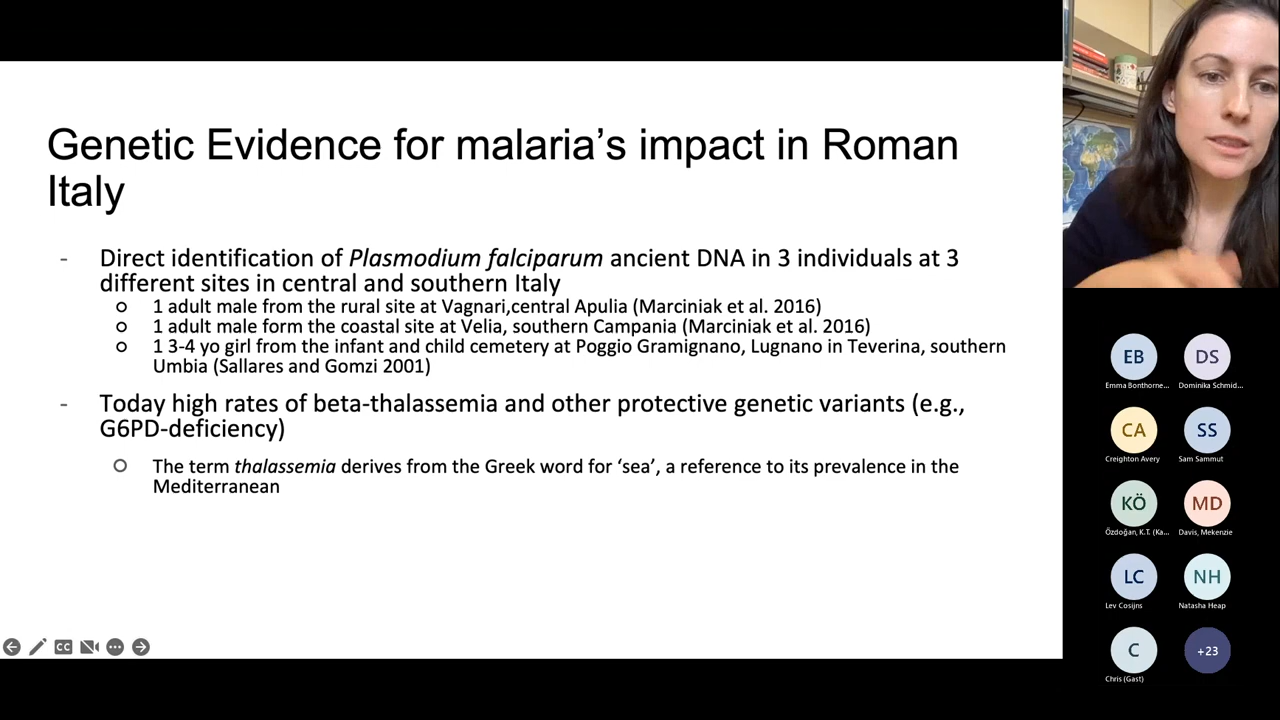 Genetic Evidence for malaria’s impact in Roman
Italy
- Direct identification of Plasmodium falciparum ancient DNA in 3 individuals at 3
different sites in central and southern Italy
1 adult male from the rural site at Vagnari,central Apulia (Marciniak et al. 2016)
1 adult male form the coastal site at Velia, southern Campania (Marciniak et al. 2016)
1 3-4 yo girl from the infant and child cemetery at Poggio Gramignano, Lugnano in Teverina, southern
Umbia (Sallares and Gomzi 2001)
- Today high rates of beta-thalassemia and other protective genetic variants (e.g.,
G6PD-deficiency)
The term thalassemia derives from the Greek word for ‘sea’, a reference to its prevalence in the
Mediterranean
CC
EB DS
Emma Bonthorne... Dominika Schmid...
CA SS
Creighton Avery Sam Sammut
KÖ MD
Özdoğan, K.T. (Ka... Davis, Mekenzie
LC NH
Lev Cosijns Natasha Heap
C +23
Chris (Gast)